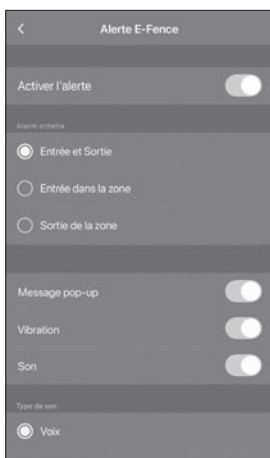 Alerte E-Fence
Activer l'alerte
Alarm criteria
Entrée et Sortie
Entrée dans la zone
Sortie de la zone
Message pop-up
Vibration
Son
Type de son
Voix